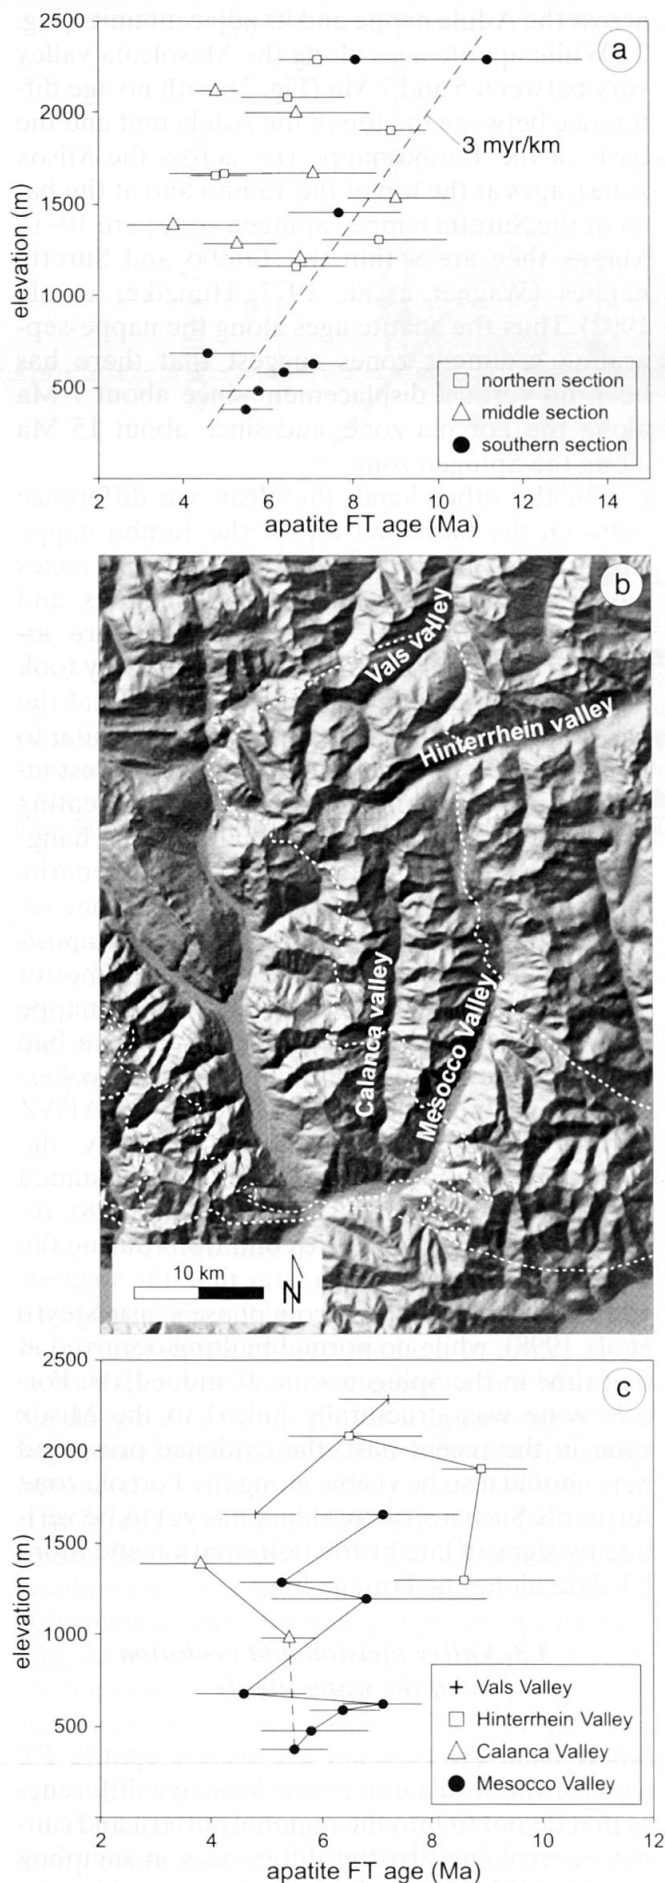 2500
a
2000
3 myr/km
1500
elevation (m)
1000
500
northern section
middle section
southern section
2 4 6 8 10 12 14
apatite FT age (Ma)
b
Vals valley
Hinterrhein valley
Calanca valley
Mesocco Valley
10 km
N
2500
c
2000
1500
elevation (m)
1000
500
Vals Valley
Hinterrhein Valley
Calanca Valley
Mesocco Valley
2 4 6 8 10 12
apatite FT age (Ma)